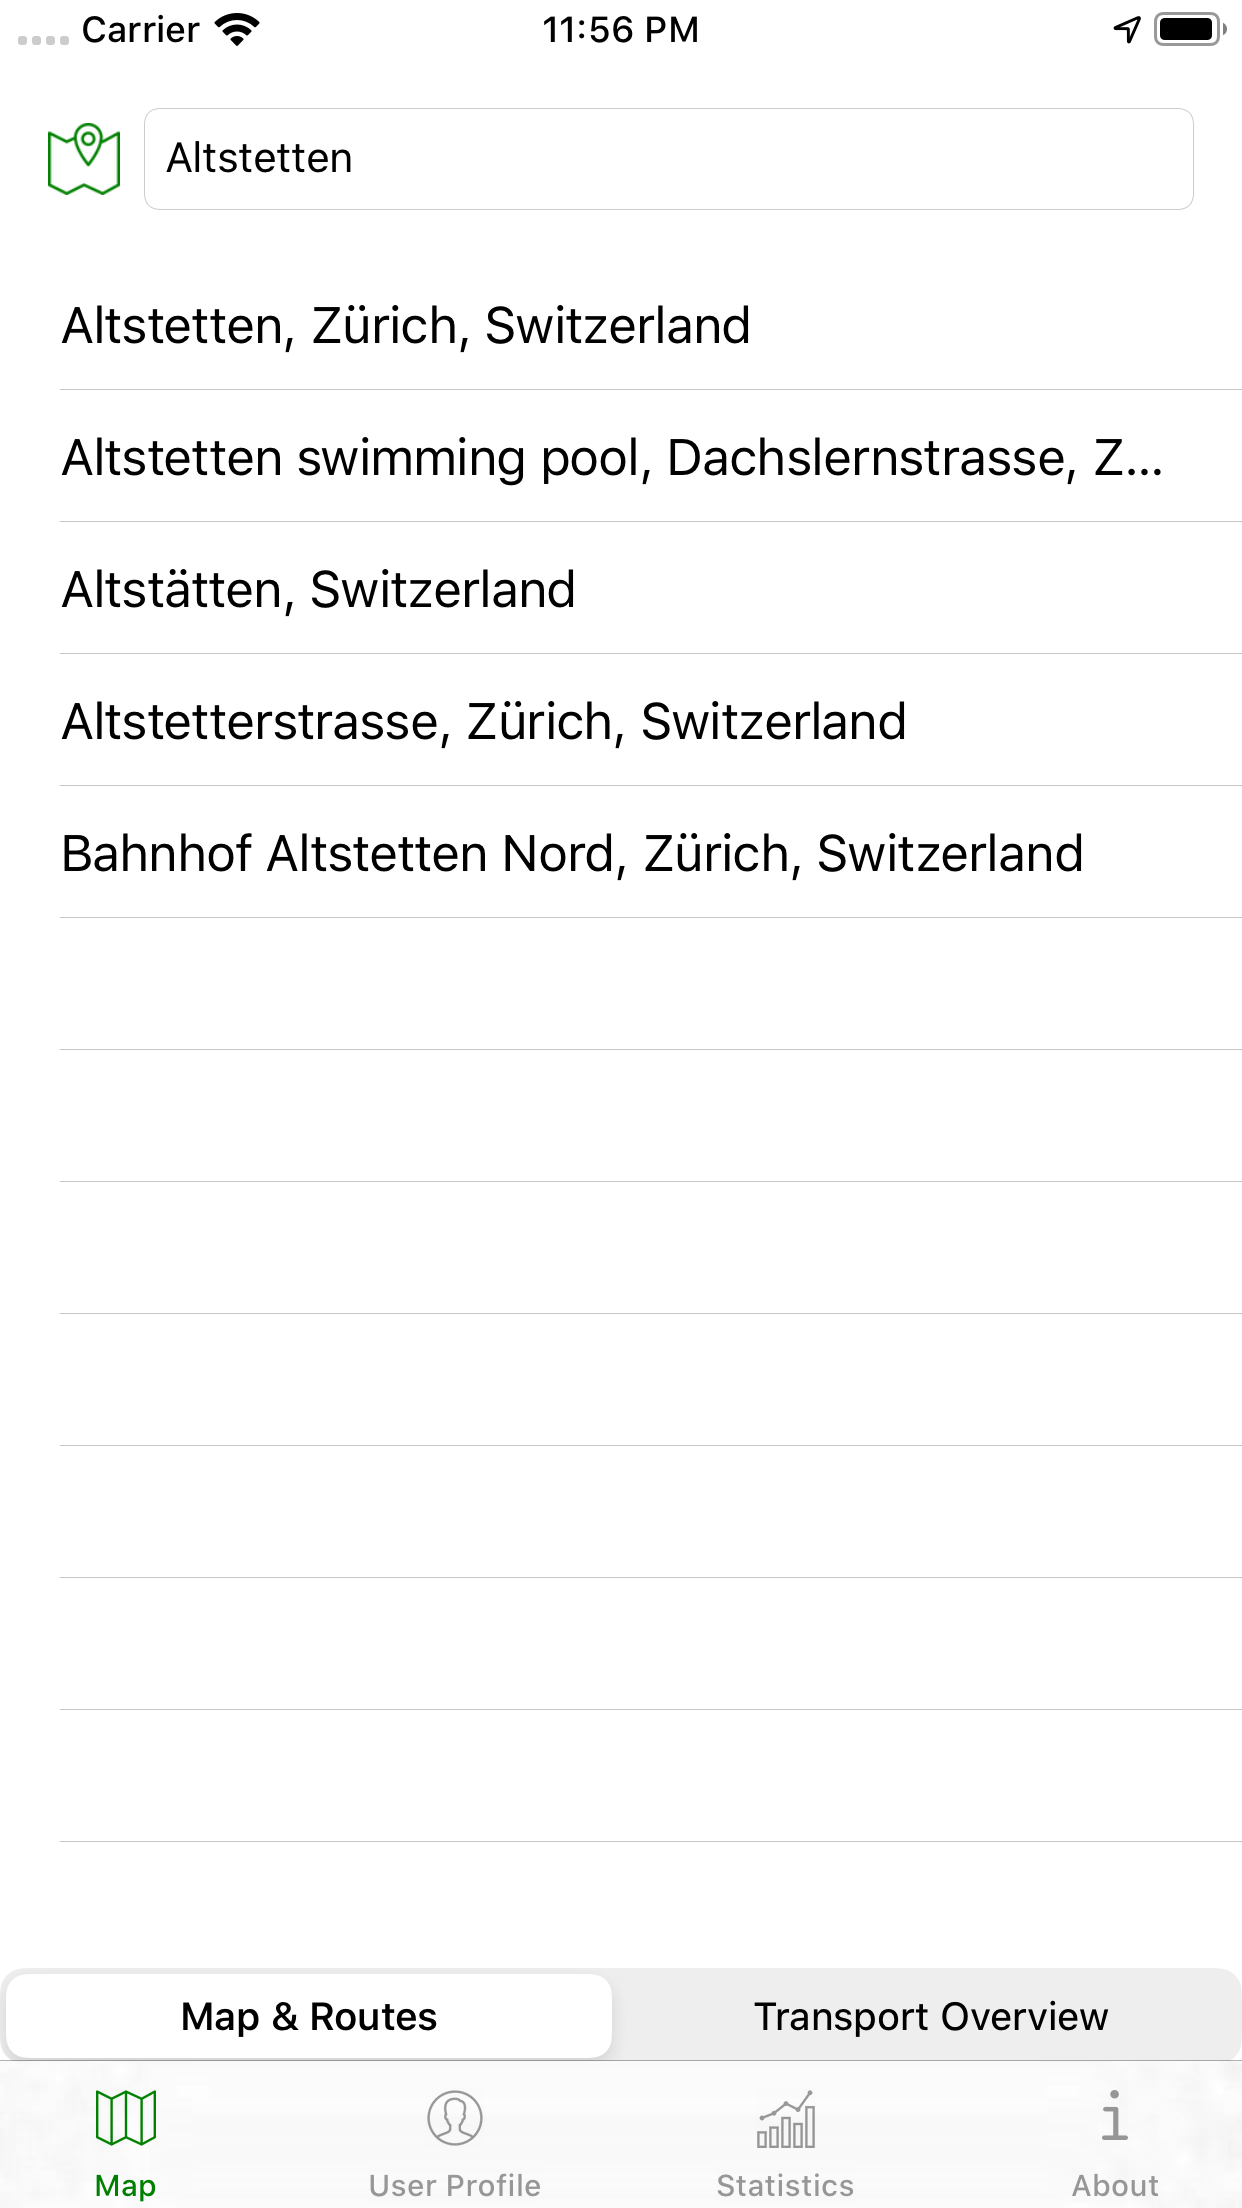 Carrier 11:56 PM
Altstetten
Altstetten, Zürich, Switzerland
Altstetten swimming pool, Dachslernstrasse, Z...
Altstätten, Switzerland
Altstetterstrasse, Zürich, Switzerland
Bahnhof Altstetten Nord, Zürich, Switzerland
Map & Routes Transport Overview
Map User Profile Statistics About